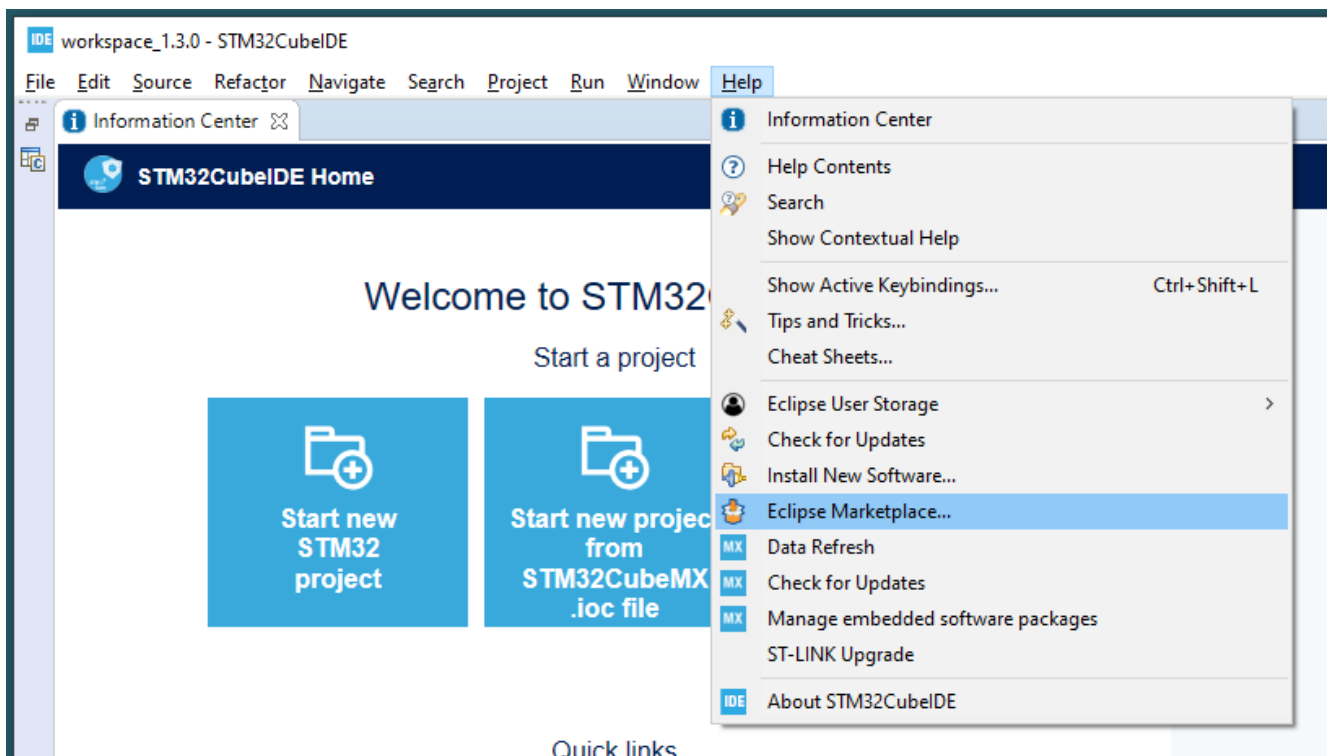 IDE workspace_1.3.0 - STM32CubeIDE
File Edit Source Refactor Navigate Search Project Run Window Help
Information Center
STM32CubeIDE Home
Welcome to STM32
Start a project
Start new
STM32
project
Start new projec
from
STM32CubeMX
.ioc file
Quick links
Information Center
Help Contents
Search
Show Contextual Help
Show Active Keybindings... Ctrl+Shift+L
Tips and Tricks...
Cheat Sheets...
Eclipse User Storage
Check for Updates
Install New Software...
Eclipse Marketplace...
MX Data Refresh
MX Check for Updates
MX Manage embedded software packages
ST-LINK Upgrade
IDE About STM32CubeIDE